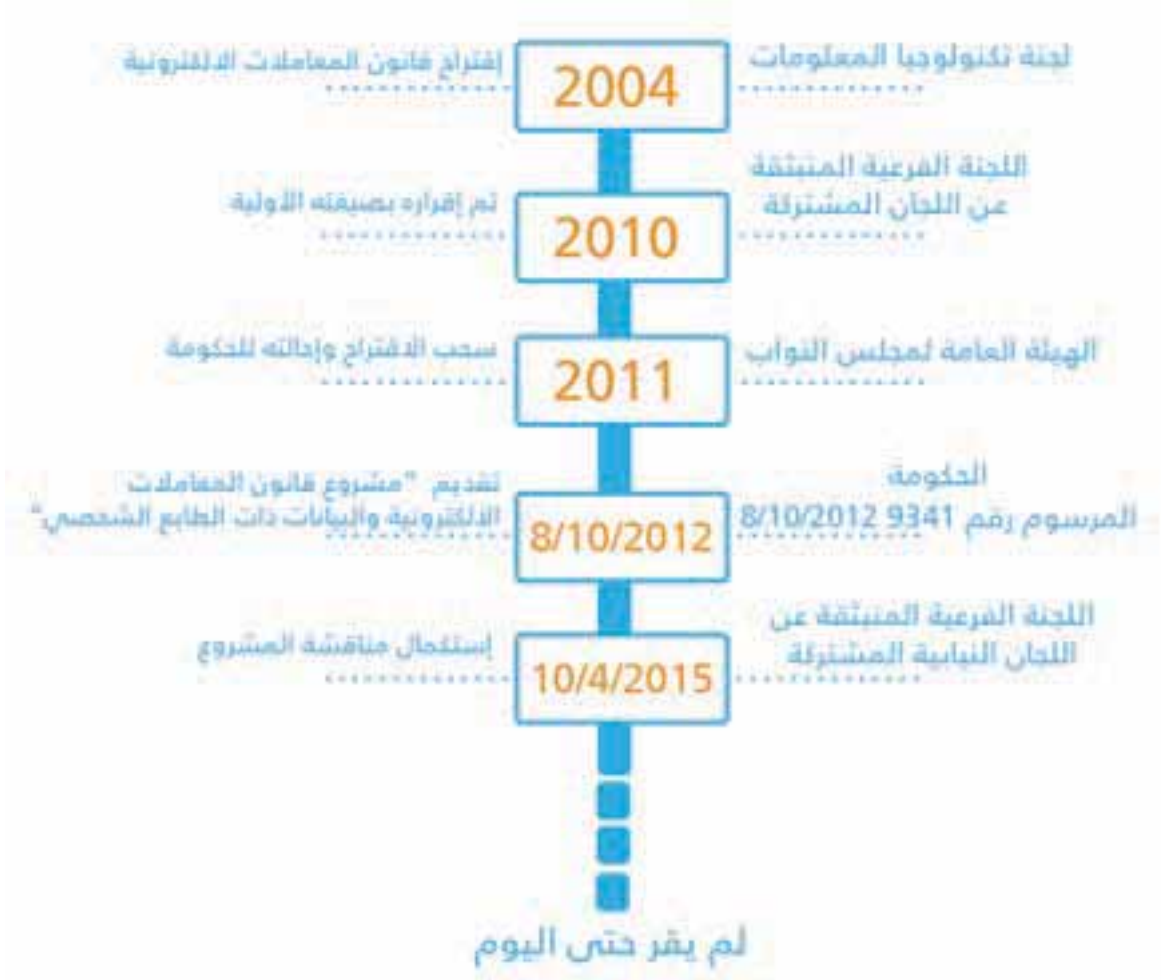 لجنة تكنولوجيا المعلومات
2004
إقتراح قانون المعاملات الالكترونية
اللجنة الفرعية المنبثقة
عن اللجان المشتركة
2010
تم إقراره بصيغته الأولية
الهيئة العامة لمجلس النواب
2011
سحب الاقتراح وإحالته للحكومة
الحكومة
المرسوم رقم 9341 8/10/2012
8/10/2012
تقديم "مشروع قانون المعاملات
الالكترونية والبيانات ذات الطابع الشخصي"
اللجنة الفرعية المنبثقة عن
اللجان النيابية المشتركة
10/4/2015
إستكمال مناقشة المشروع
لم يقر حتى اليوم